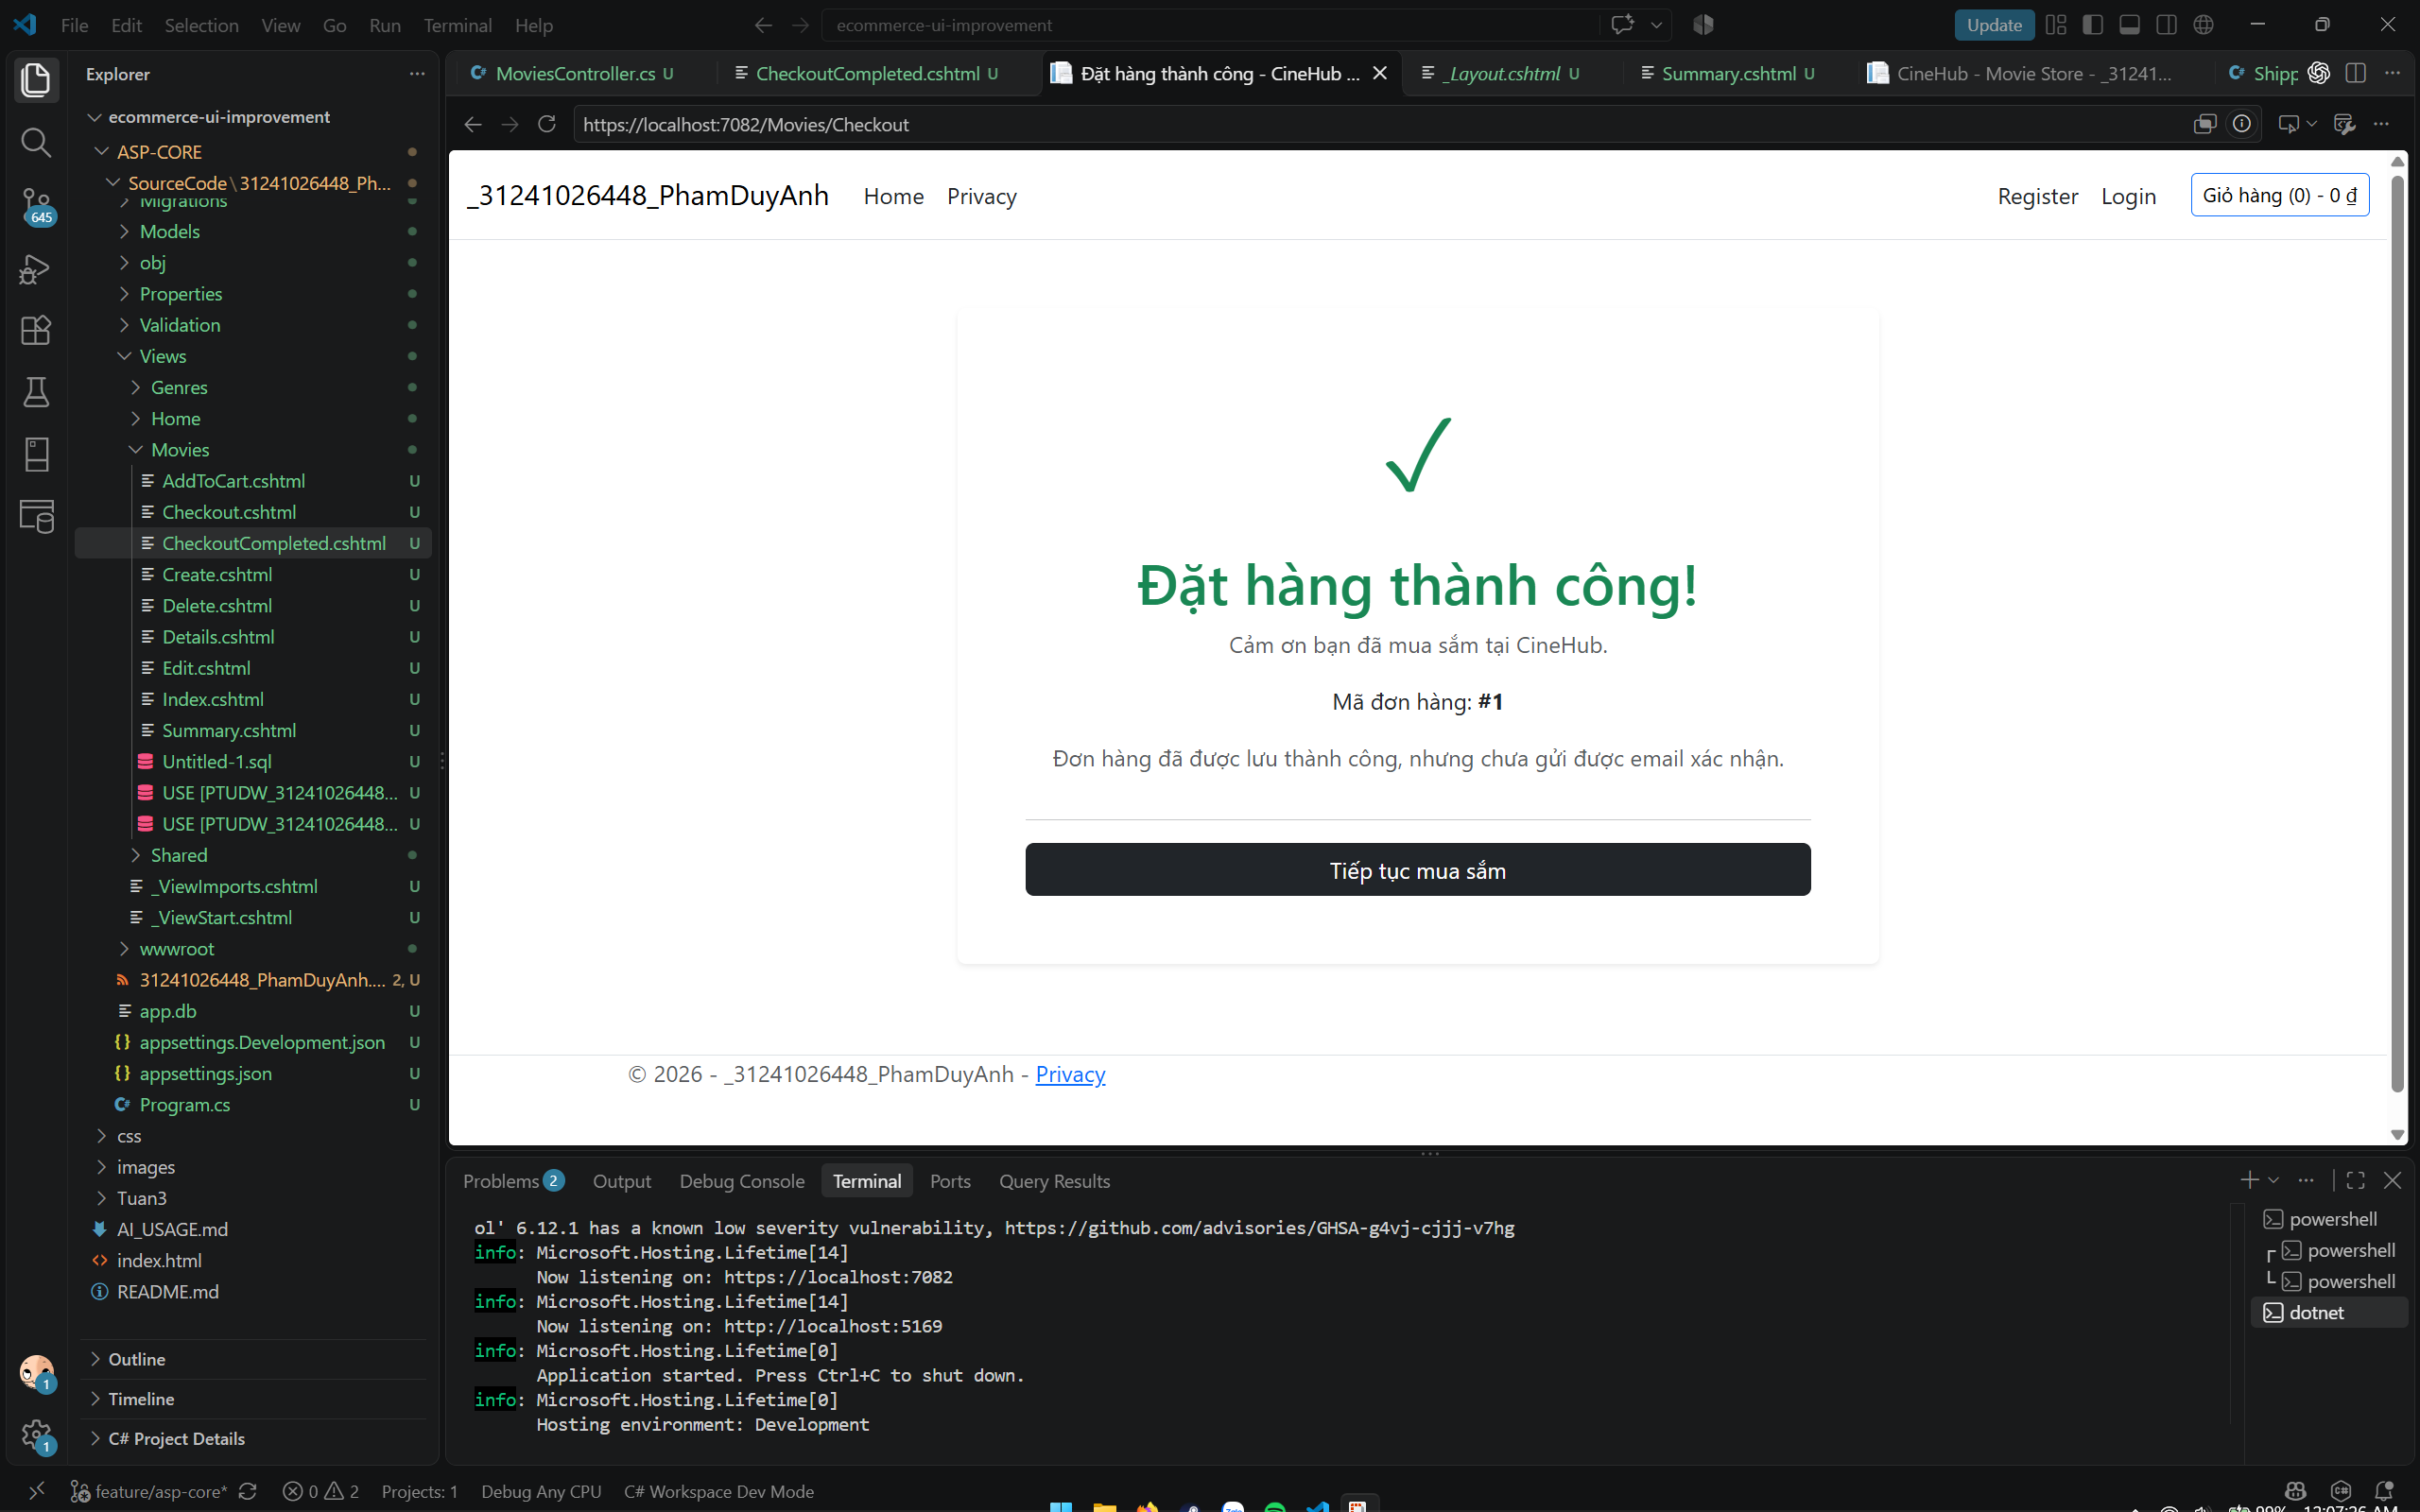 File Edit Selection View Go Run Terminal Help
ecommerce-ui-improvement
Update
Explorer
ecommerce-ui-improvement
ASP-CORE
SourceCode\31241026448_Ph...
Migrations
Models
obj
Properties
Validation
Views
Genres
Home
Movies
AddToCart.cshtml U
Checkout.cshtml U
CheckoutCompleted.cshtml U
Create.cshtml U
Delete.cshtml U
Details.cshtml U
Edit.cshtml U
Index.cshtml U
Summary.cshtml U
Untitled-1.sql U
USE [PTUDW_31241026448... U
USE [PTUDW_31241026448... U
Shared
_ViewImports.cshtml U
_ViewStart.cshtml U
wwwroot
31241026448_PhamDuyAnh.... 2, U
app.db U
{} appsettings.Development.json U
{} appsettings.json U
Program.cs U
css
images
Tuan3
AI_USAGE.md
index.html
README.md
Outline
Timeline
C# Project Details
645
1
1
MoviesController.cs U
CheckoutCompleted.cshtml U
Đặt hàng thành công - CineHub ...
_Layout.cshtml U
Summary.cshtml U
CineHub - Movie Store - _31241...
Shipp
https://localhost:7082/Movies/Checkout
_31241026448_PhamDuyAnh Home Privacy
Register Login Giỏ hàng (0) - 0 ₫
✓
Đặt hàng thành công!
Cảm ơn bạn đã mua sắm tại CineHub.
Mã đơn hàng: #1
Đơn hàng đã được lưu thành công, nhưng chưa gửi được email xác nhận.
Tiếp tục mua sắm
© 2026 - _31241026448_PhamDuyAnh - Privacy
Problems 2 Output Debug Console Terminal Ports Query Results
ol' 6.12.1 has a known low severity vulnerability, https://github.com/advisories/GHSA-g4vj-cjjj-v7hg
info: Microsoft.Hosting.Lifetime[14]
Now listening on: https://localhost:7082
info: Microsoft.Hosting.Lifetime[14]
Now listening on: http://localhost:5169
info: Microsoft.Hosting.Lifetime[0]
Application started. Press Ctrl+C to shut down.
info: Microsoft.Hosting.Lifetime[0]
Hosting environment: Development
powershell
powershell
powershell
dotnet
feature/asp-core* 0 2 Projects: 1 Debug Any CPU C# Workspace Dev Mode